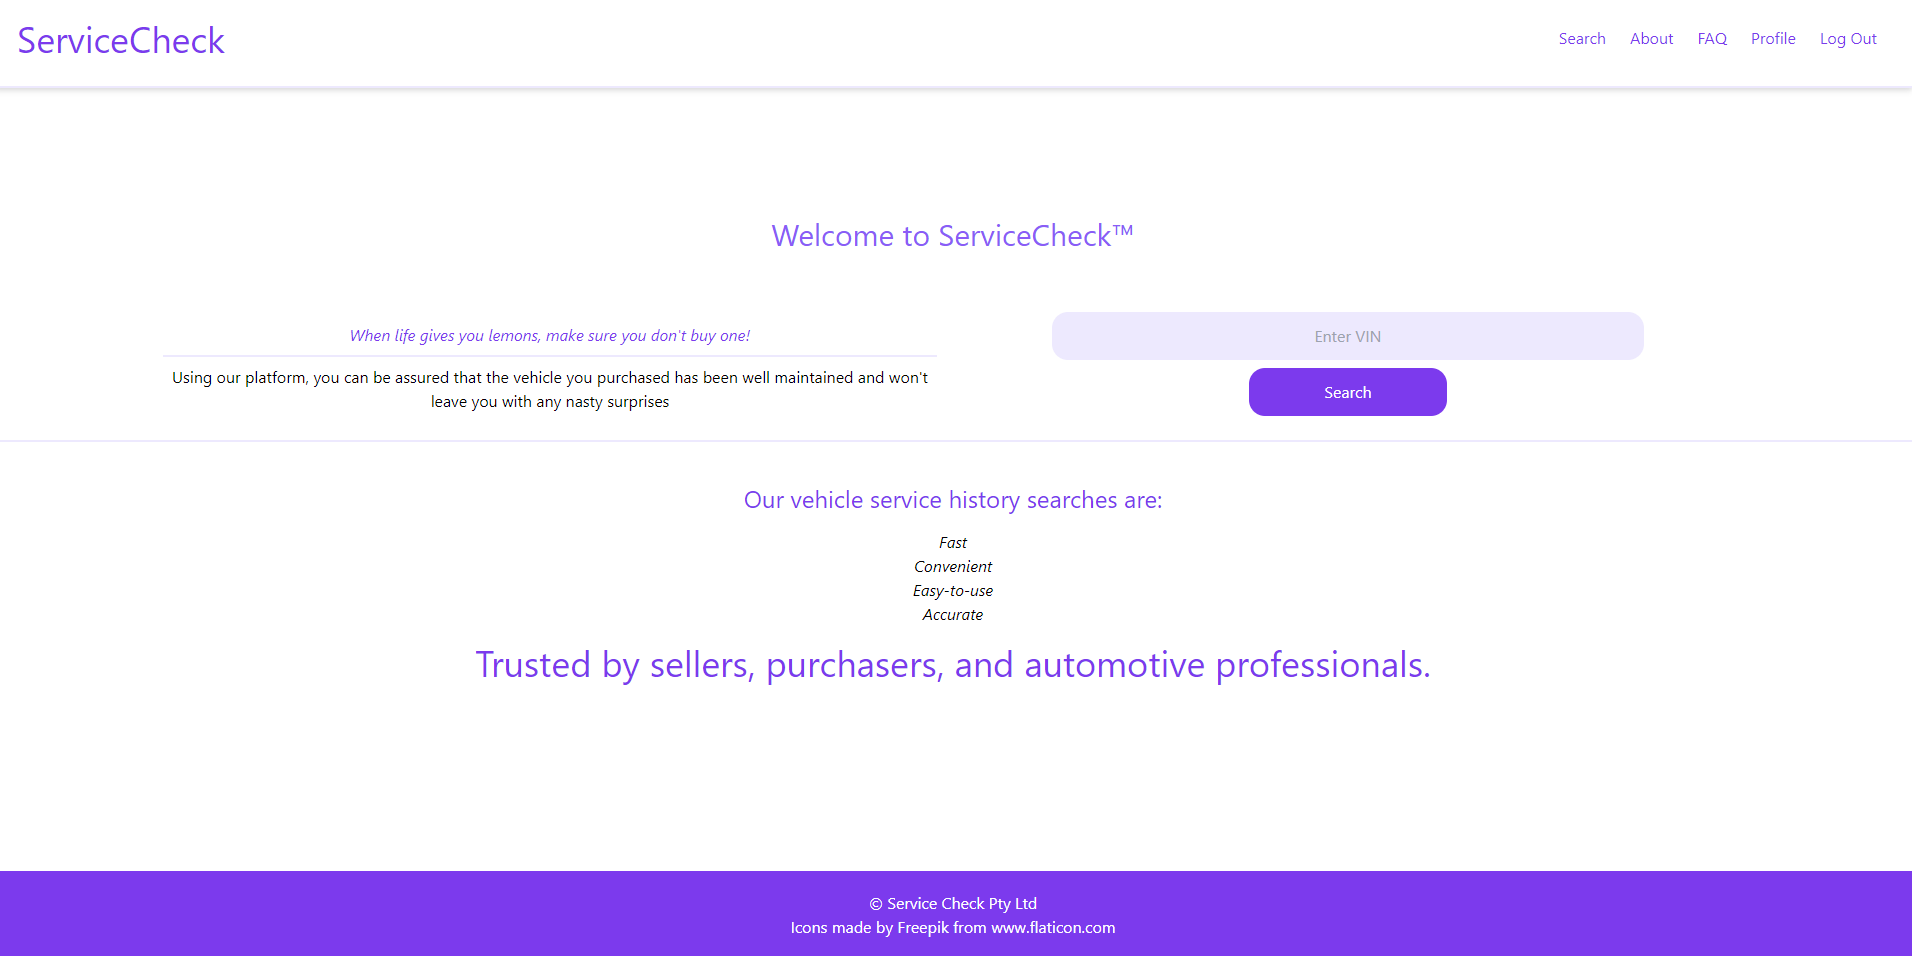 ServiceCheck
Search About FAQ Profile Log Out
Welcome to ServiceCheck™
When life gives you lemons, make sure you don't buy one!
Using our platform, you can be assured that the vehicle you purchased has been well maintained and won't
leave you with any nasty surprises
Enter VIN
Search
Our vehicle service history searches are:
Fast
Convenient
Easy-to-use
Accurate
Trusted by sellers, purchasers, and automotive professionals.
© Service Check Pty Ltd
Icons made by Freepik from www.flaticon.com